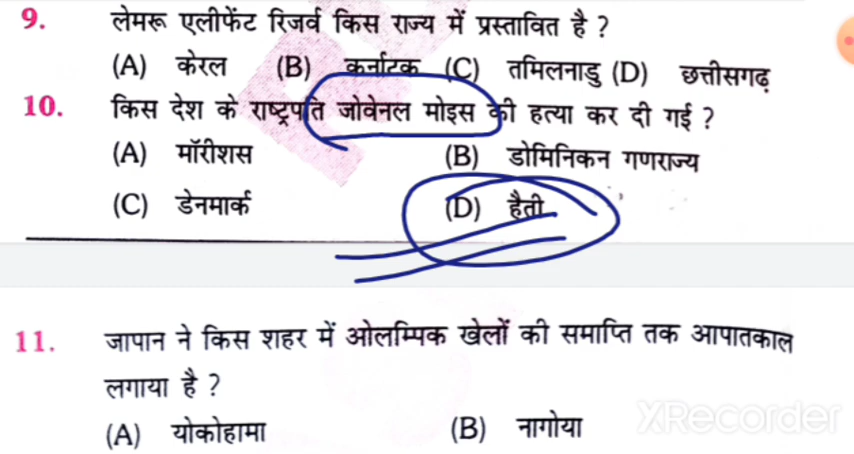 9. लेमरू एलीफेंट रिजर्व किस राज्य में प्रस्तावित है ?
(A) केरल (B) कर्नाटक (C) तमिलनाडु (D) छत्तीसगढ़
10. किस देश के राष्ट्रपति जोवेनल मोइस की हत्या कर दी गई ?
(A) मॉरीशस (B) डोमिनिकन गणराज्य
(C) डेनमार्क (D) हैती
11. जापान ने किस शहर में ओलम्पिक खेलों की समाप्ति तक आपातकाल
लगाया है ?
(A) योकोहामा (B) नागोया
XRecorder